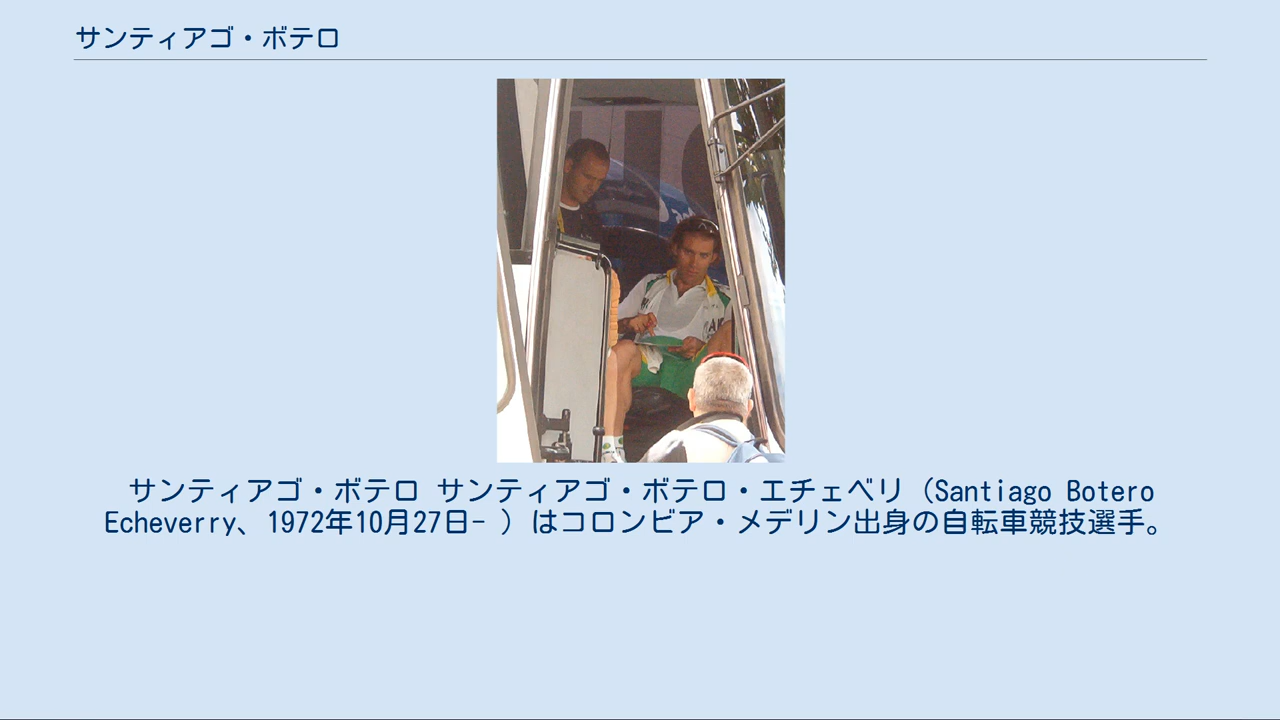 サンティアゴ・ボテロ
サンティアゴ・ボテロ サンティアゴ・ボテロ・エチェベリ（Santiago Botero
Echeverry、1972年10月27日- ）はコロンビア・メデリン出身の自転車競技選手。